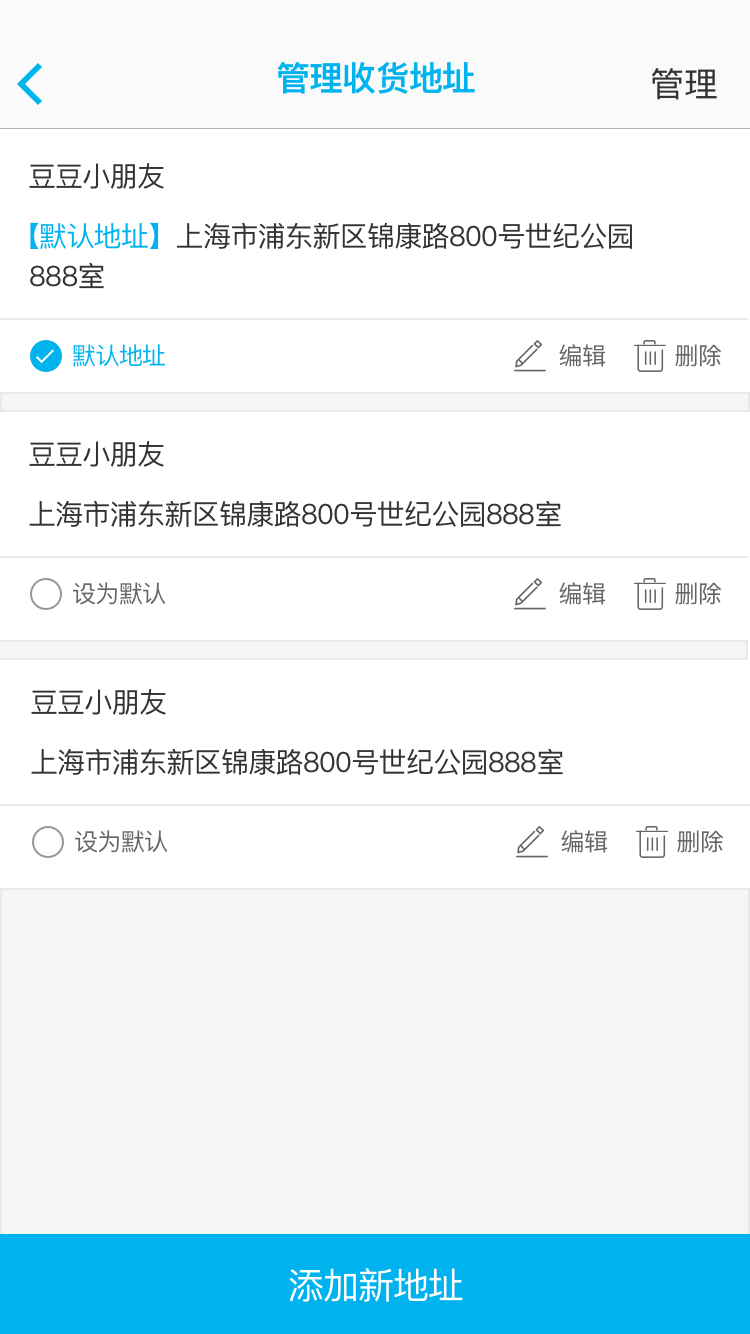 管理收货地址
管理
豆豆小朋友
【默认地址】上海市浦东新区锦康路800号世纪公园
888室
默认地址 编辑 删除
豆豆小朋友
上海市浦东新区锦康路800号世纪公园888室
设为默认 编辑 删除
豆豆小朋友
上海市浦东新区锦康路800号世纪公园888室
设为默认 编辑 删除
添加新地址